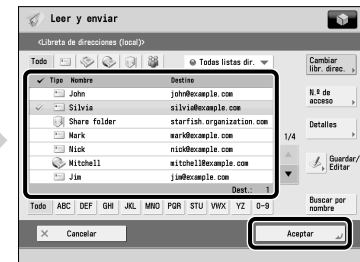 Leer y enviar
<Libreta de direcciones (local)>
Todo
Todas listas dir.
Cambiar
libr. direc.
Tipo Nombre Destino
John john@example.com
Silvia silvia@example.com
Share folder starfish.organization.com
Mark mark@example.com
Nick nick@example.com
Mitchell mitchell@example.com
Jim jim@example.com
Dest.: 1
1/4
N.º de
acceso
Detalles
Guardar/
Editar
Todo ABC DEF GHI JKL MNO PQR STU VWX YZ 0-9
Buscar por
nombre
Cancelar
Aceptar